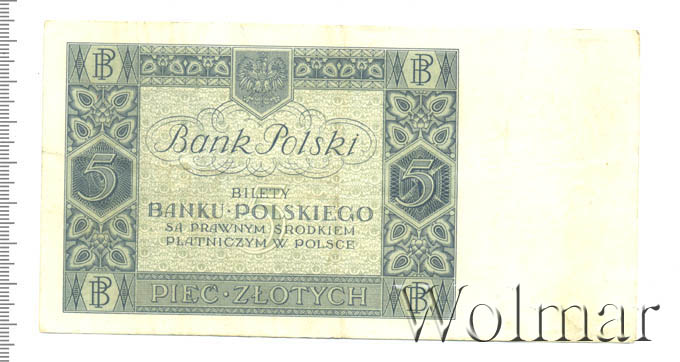 BP BP
Bank Polski
5 5
BILETY
BANKU·POLSKIEGO
SĄ PRAWNYM ŚRODKIEM
PŁATNICZYM W POLSCE
BP PIĘĆ·ZŁOTYCH BP
Wolmar